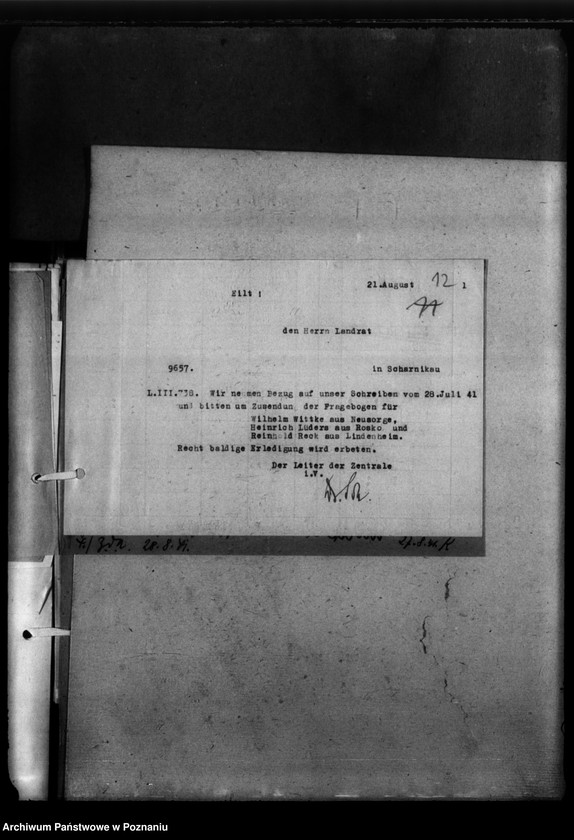 21.August 12 1
Eilt !
den Herrn Landrat
9657. in Scharnikau
L.III.738. Wir nehmen Bezug auf unser Schreiben vom 28.Juli 41
und bitten um Zusendung der Fragebogen für
Wilhelm Wittke aus Neusorge,
Heinrich Lüders aus Rosko und
Reinhold Reck aus Lindenheim.
Recht baldige Erledigung wird erbeten.
Der Leiter der Zentrale
i.V.
28.8.
Archiwum Państwowe w Poznaniu